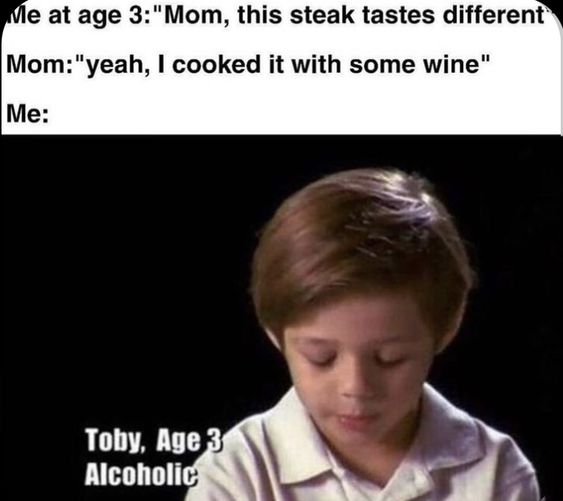 Me at age 3:"Mom, this steak tastes different"
Mom:"yeah, I cooked it with some wine"
Me:
Toby, Age 3
Alcoholic